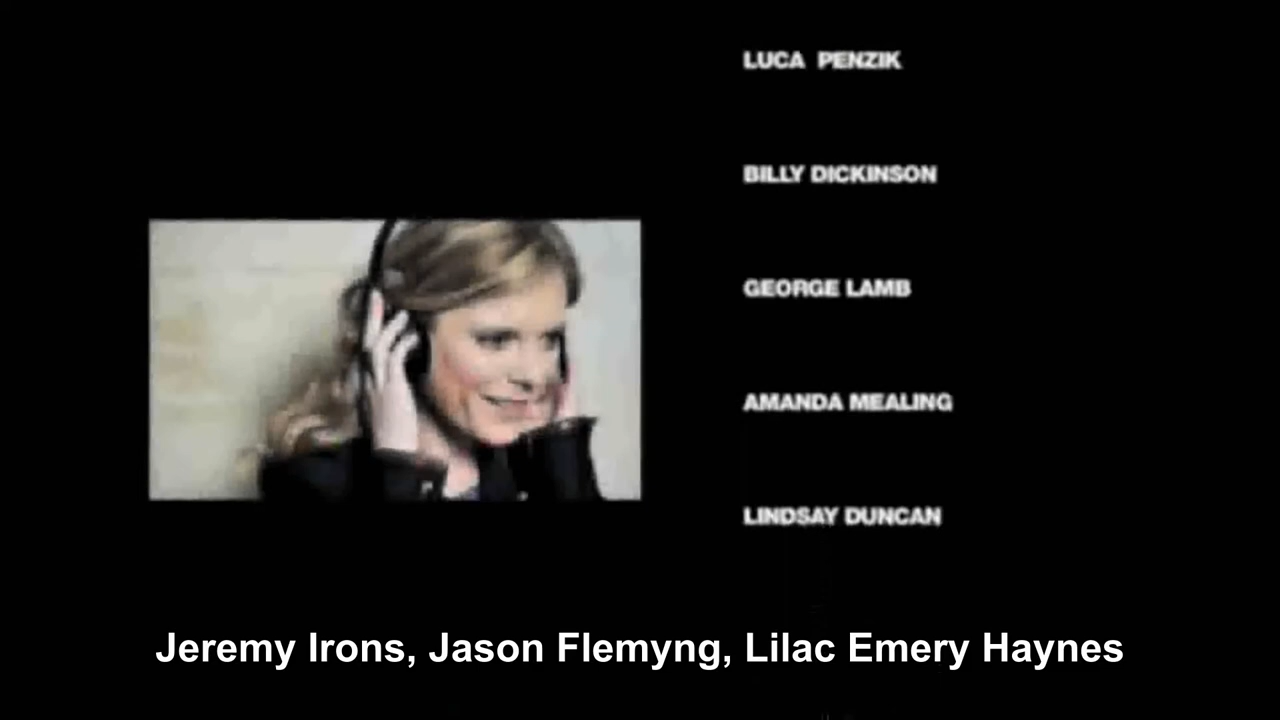 LUCA PENZIK
BILLY DICKINSON
GEORGE LAMB
AMANDA MEALING
LINDSAY DUNCAN
Jeremy Irons, Jason Flemyng, Lilac Emery Haynes